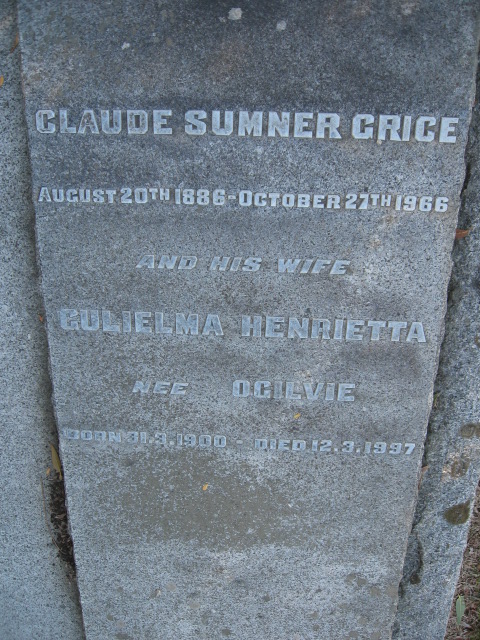 CLAUDE SUMNER GRICE
AUGUST 20TH 1886-OCTOBER 27TH 1966
AND HIS WIFE
GULIELMA HENRIETTA
NEE OGILVIE
BORN 31.3.1900 - DIED 12.3.1997